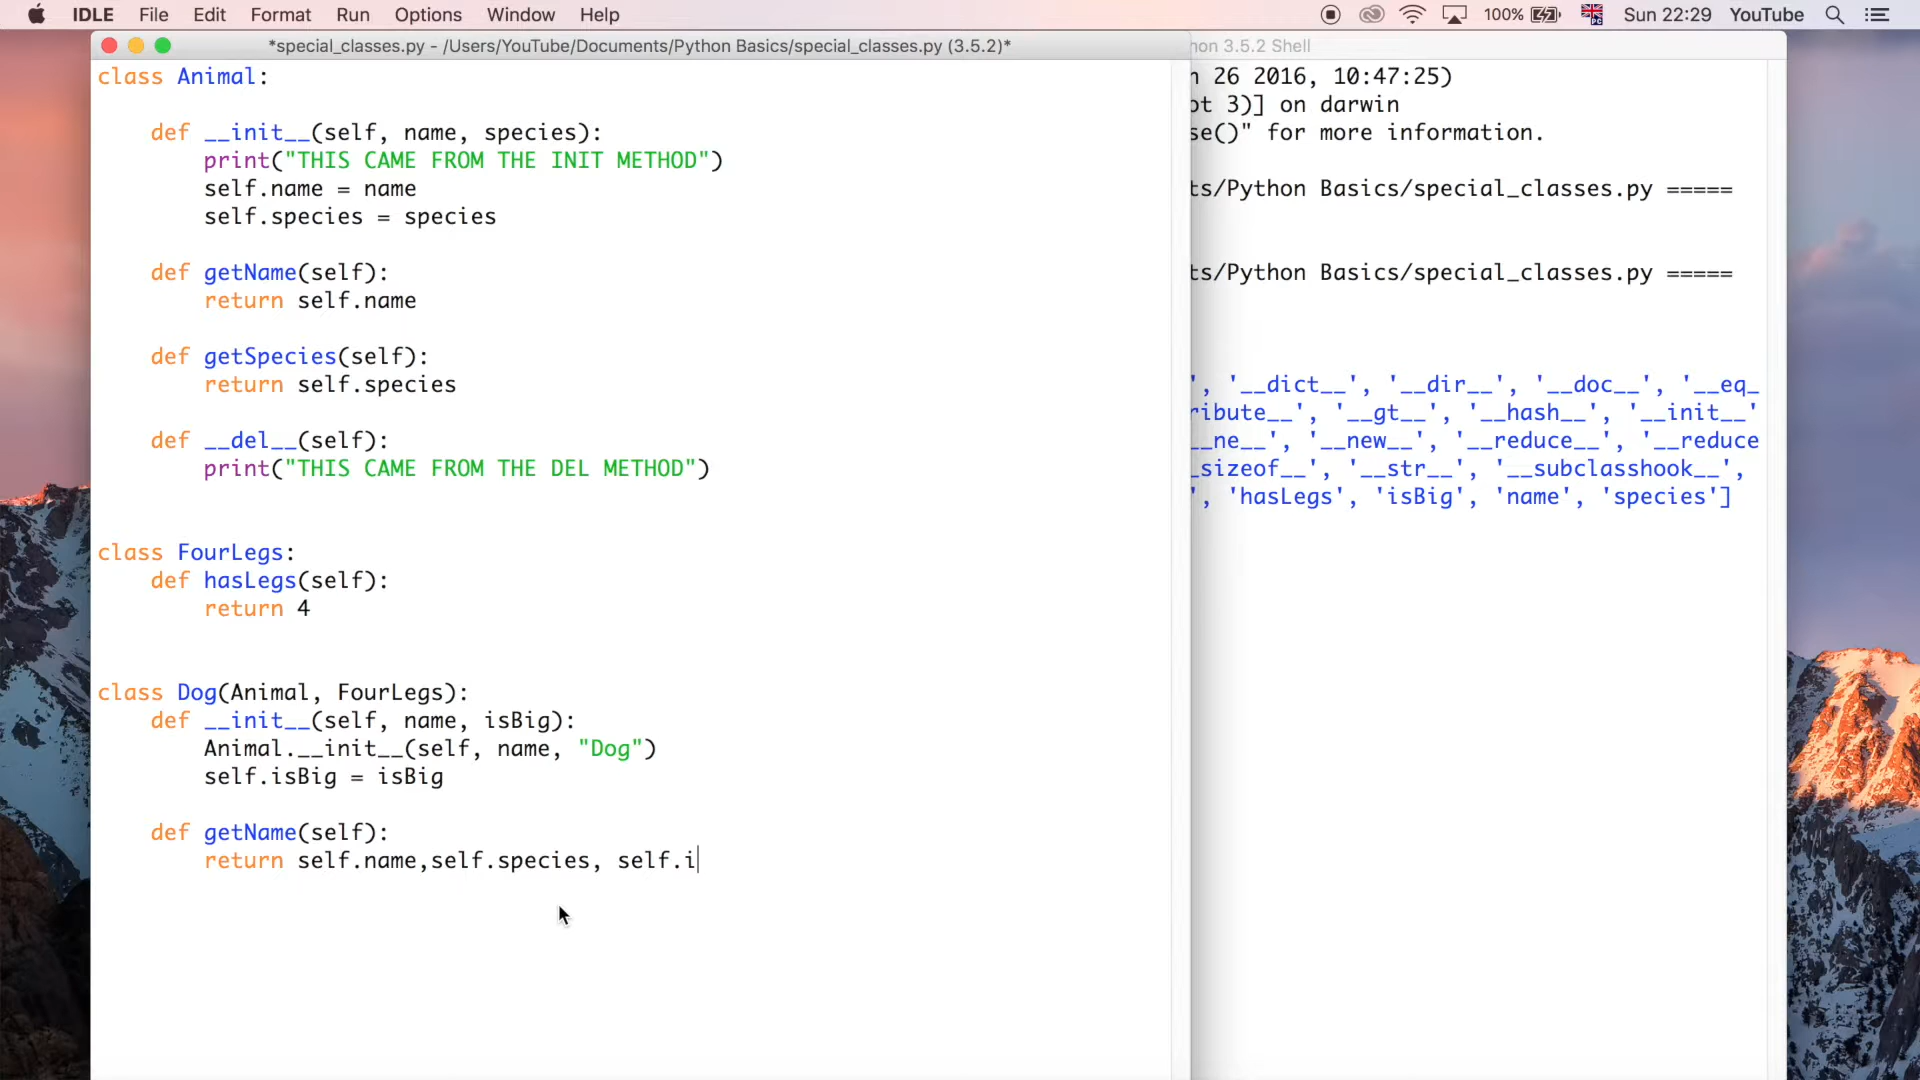 IDLE File Edit Format Run Options Window Help 100% Sun 22:29 YouTube
*special_classes.py - /Users/YouTube/Documents/Python Basics/special_classes.py (3.5.2)*
class Animal:
def __init__(self, name, species):
print("THIS CAME FROM THE INIT METHOD")
self.name = name
self.species = species
def getName(self):
return self.name
def getSpecies(self):
return self.species
def __del__(self):
print("THIS CAME FROM THE DEL METHOD")
class FourLegs:
def hasLegs(self):
return 4
class Dog(Animal, FourLegs):
def __init__(self, name, isBig):
Animal.__init__(self, name, "Dog")
self.isBig = isBig
def getName(self):
return self.name,self.species, self.i
hon 3.5.2 Shell
26 2016, 10:47:25)
ot 3)] on darwin
se()" for more information.
ts/Python Basics/special_classes.py =====
ts/Python Basics/special_classes.py =====
', '__dict__', '__dir__', '__doc__', '__eq_
ribute__', '__gt__', '__hash__', '__init__'
__ne__', '__new__', '__reduce__', '__reduce
_sizeof__', '__str__', '__subclasshook__',
', 'hasLegs', 'isBig', 'name', 'species']